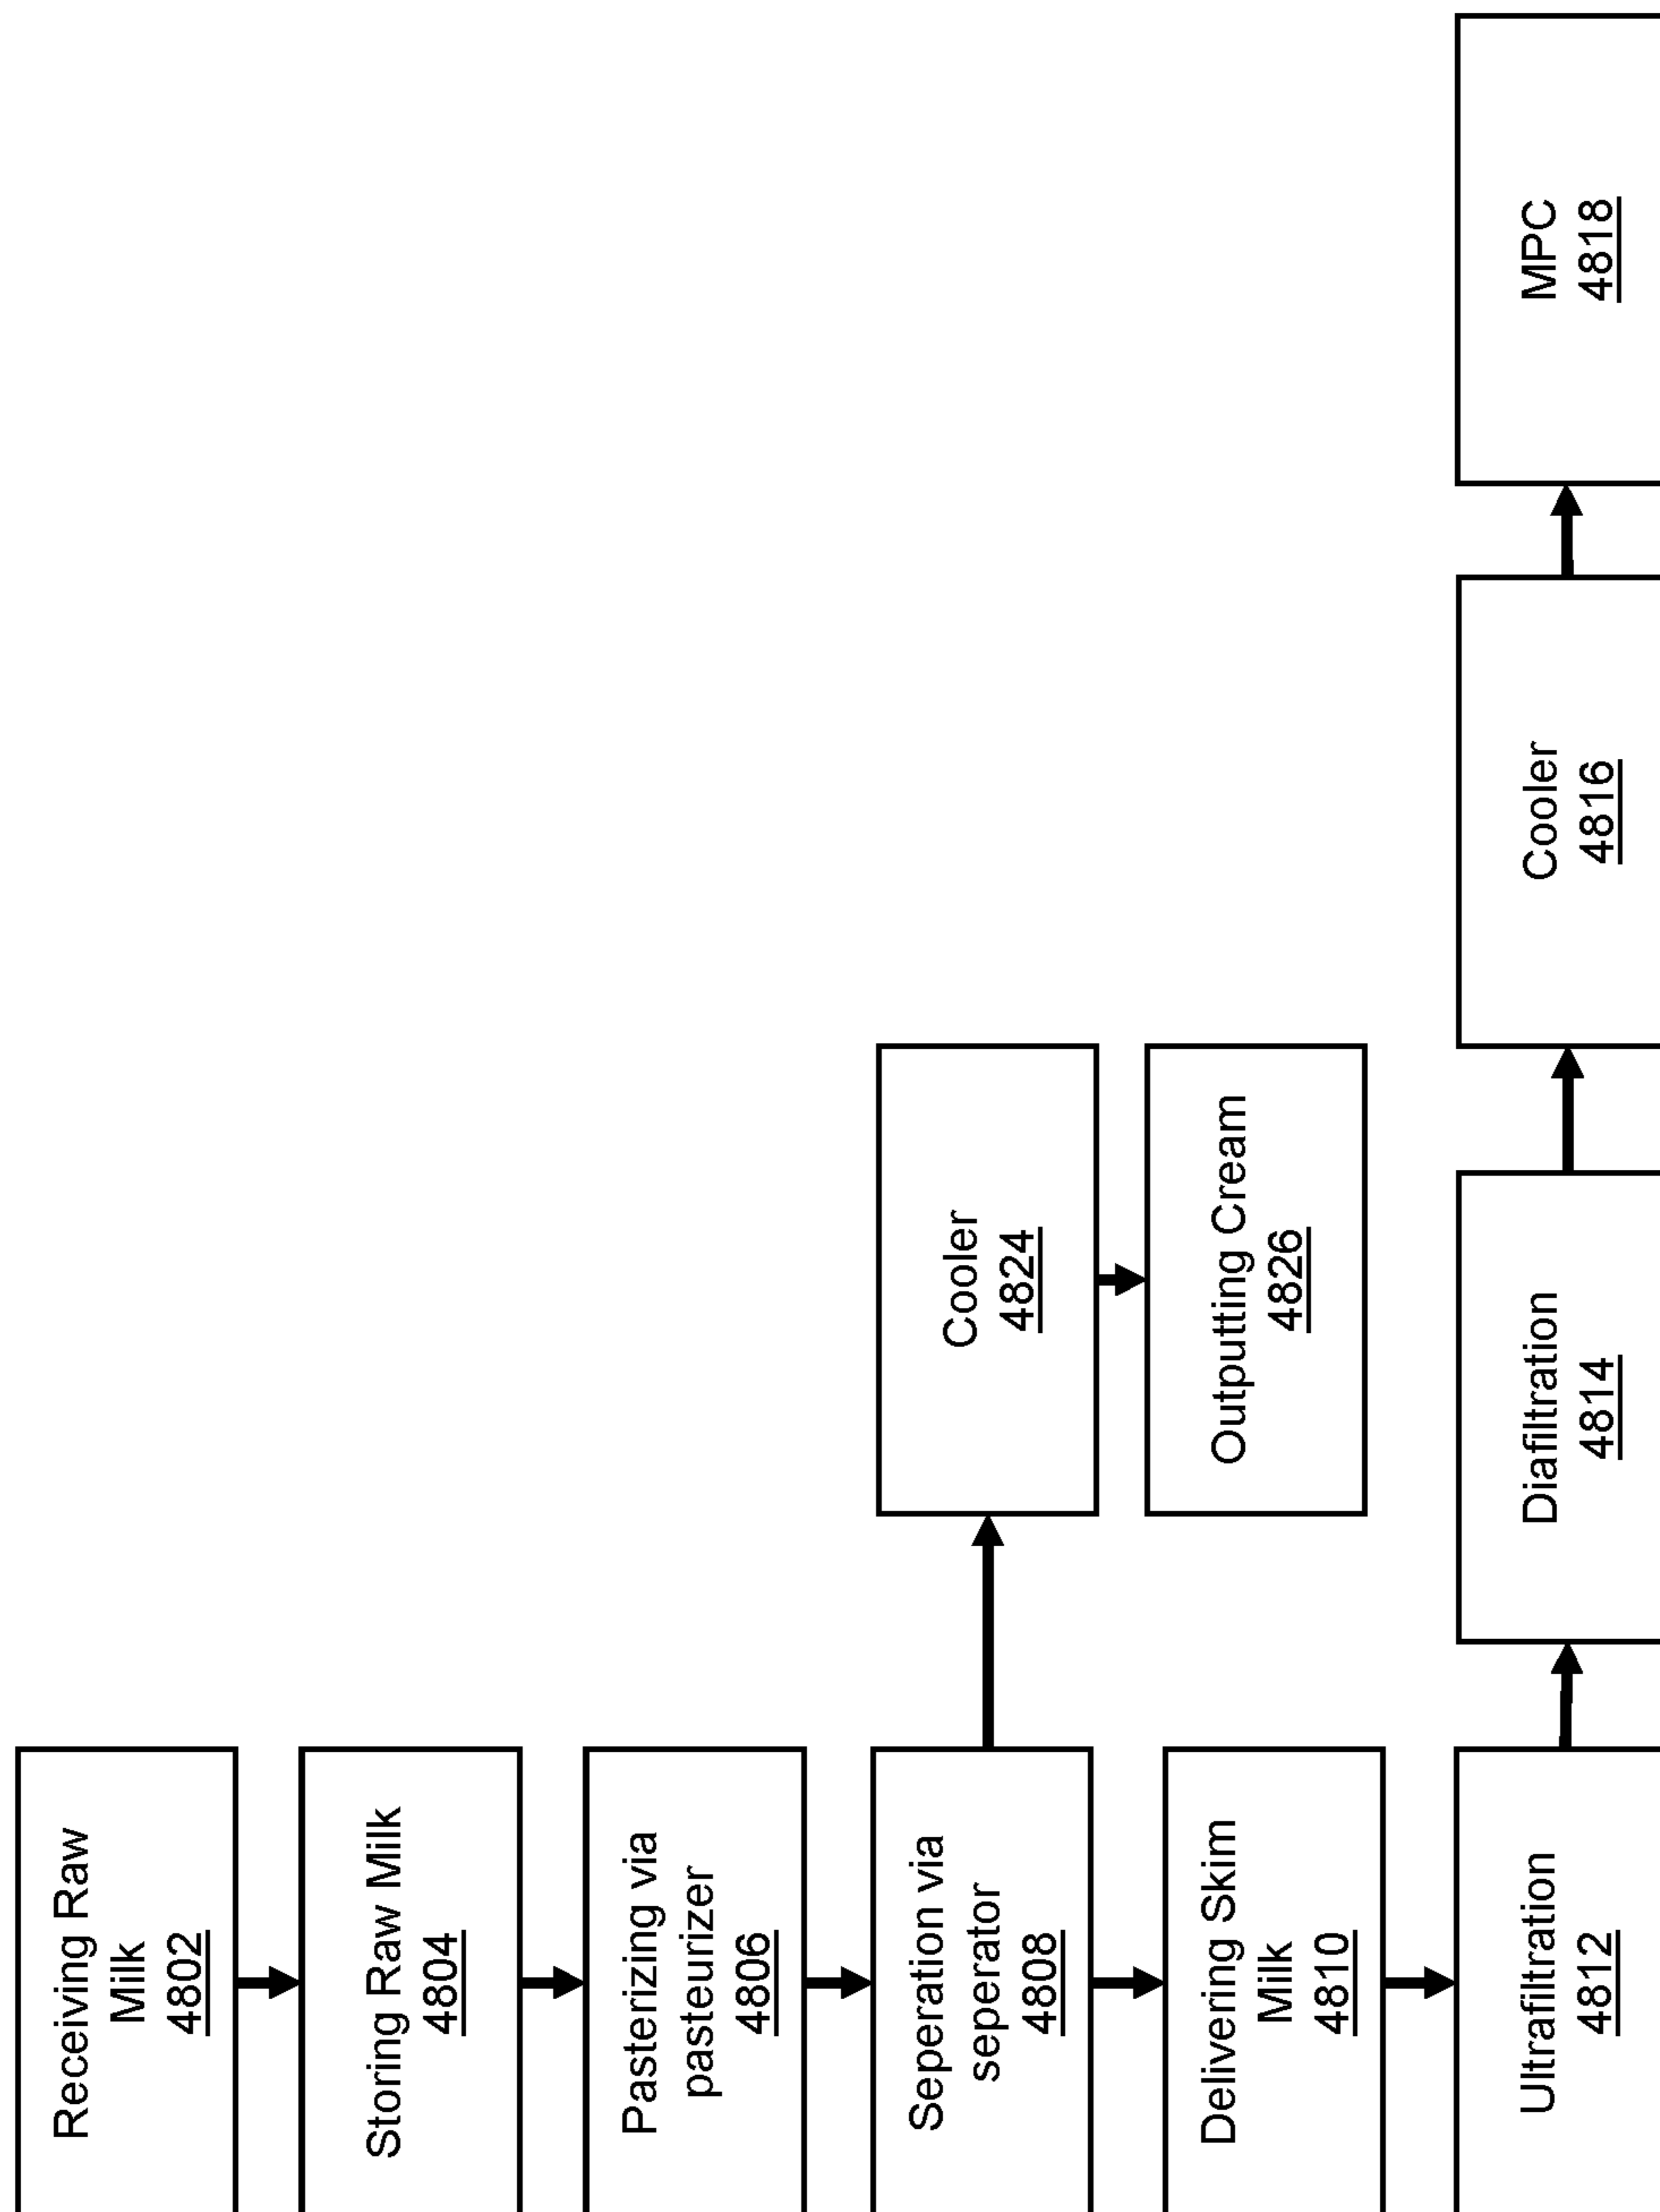 Receiving Raw
Milk
4802
Storing Raw Milk
4804
Pasterizing via
pasteurizer
4806
Seperation via
seperator
4808
Cooler
4824
Outputting Cream
4826
Delivering Skim
Milk
4810
Ultrafiltration
4812
Diafiltration
4814
Cooler
4816
MPC
4818